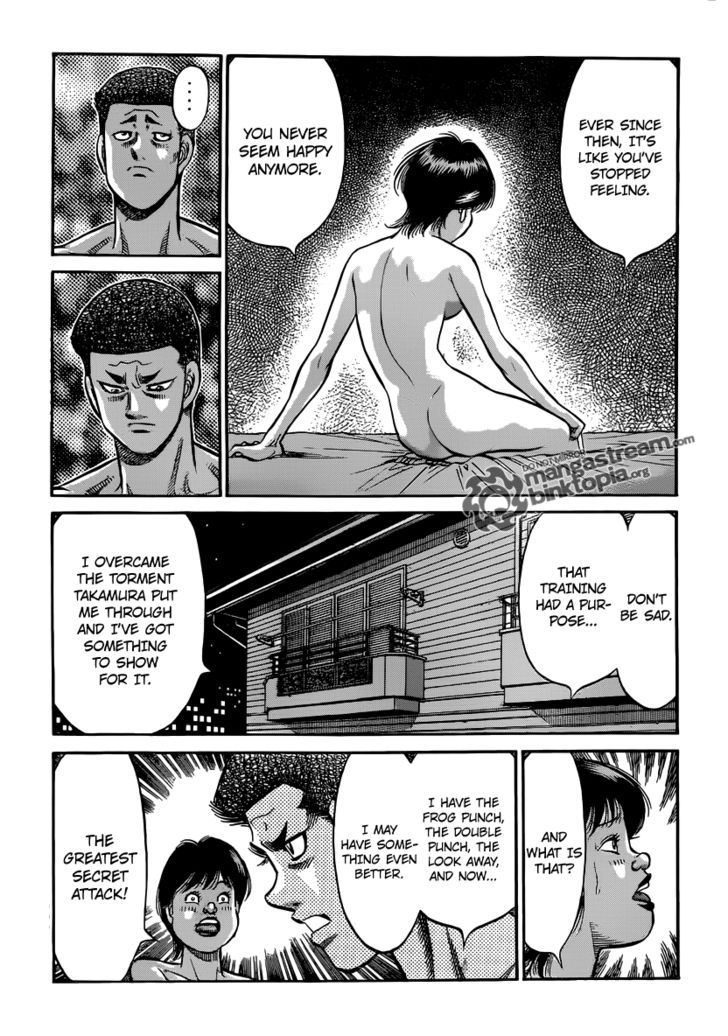 EVER SINCE
THEN, IT'S
LIKE YOU'VE
STOPPED
FEELING.
YOU NEVER
SEEM HAPPY
ANYMORE.
....
DO NOT MIRROR
mangastream.com
binktopia.org
DON'T
BE SAD.
THAT
TRAINING
HAD A PUR-
POSE...
I OVERCAME
THE TORMENT
TAKAMURA PUT
ME THROUGH
AND I'VE GOT
SOMETHING
TO SHOW
FOR IT.
AND
WHAT IS
THAT?
I HAVE THE
FROG PUNCH,
THE DOUBLE
PUNCH, THE
LOOK AWAY,
AND NOW...
I MAY
HAVE SOME-
THING EVEN
BETTER.
THE
GREATEST
SECRET
ATTACK!